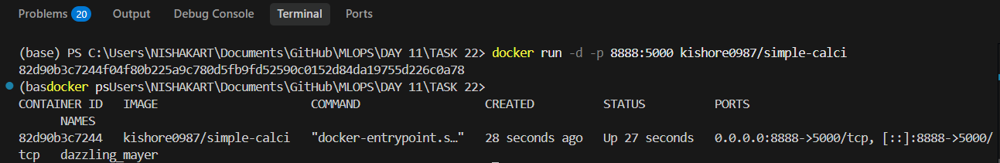 Problems 20 Output Debug Console Terminal Ports
(base) PS C:\Users\NISHAKART\Documents\GitHub\MLOPS\DAY 11\TASK 22> docker run -d -p 8888:5000 kishore0987/simple-calci
82d90b3c7244f04f80b225a9c780d5fb9fd52590c0152d84da19755d226c0a78
(basdocker psUsers\NISHAKART\Documents\GitHub\MLOPS\DAY 11\TASK 22>
CONTAINER ID   IMAGE                    COMMAND                  CREATED          STATUS          PORTS
       NAMES
82d90b3c7244   kishore0987/simple-calci   "docker-entrypoint.s…"   28 seconds ago   Up 27 seconds   0.0.0.0:8888->5000/tcp, [::]:8888->5000/
tcp   dazzling_mayer